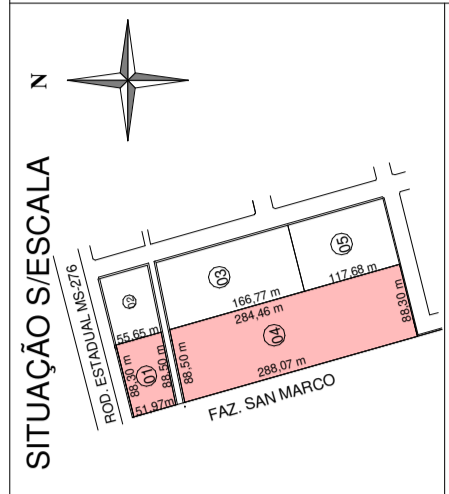 SITUAÇÃO S/ESCALA
N
ROD. ESTADUAL MS-276
02
55,65 m
88,30 m
01
51,97m
88,50 m
88,50 m
03
166,77 m
284,46 m
04
288,07 m
05
117,68 m
88,30 m
FAZ. SAN MARCO